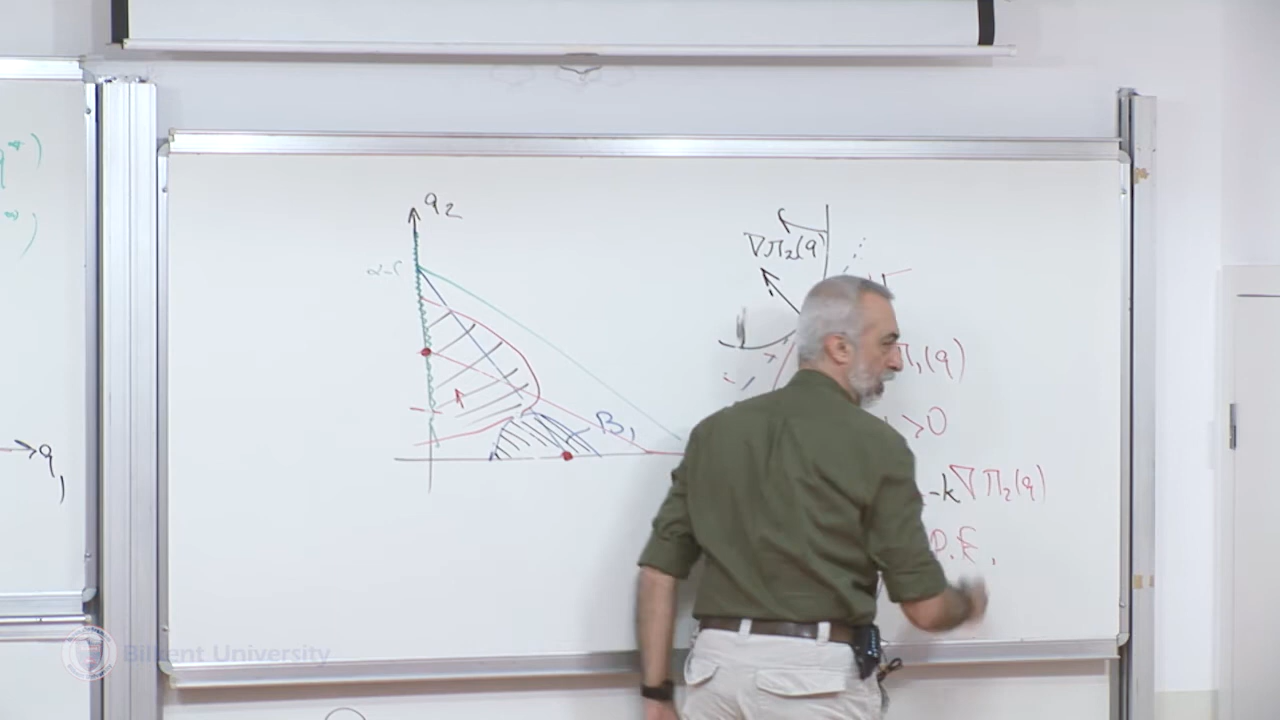 q₂
α-c
B₁
→q₁
∇Π₂(q)
Π₁(q)
>0
-k∇Π₂(q)
P.E.
Bilkent University